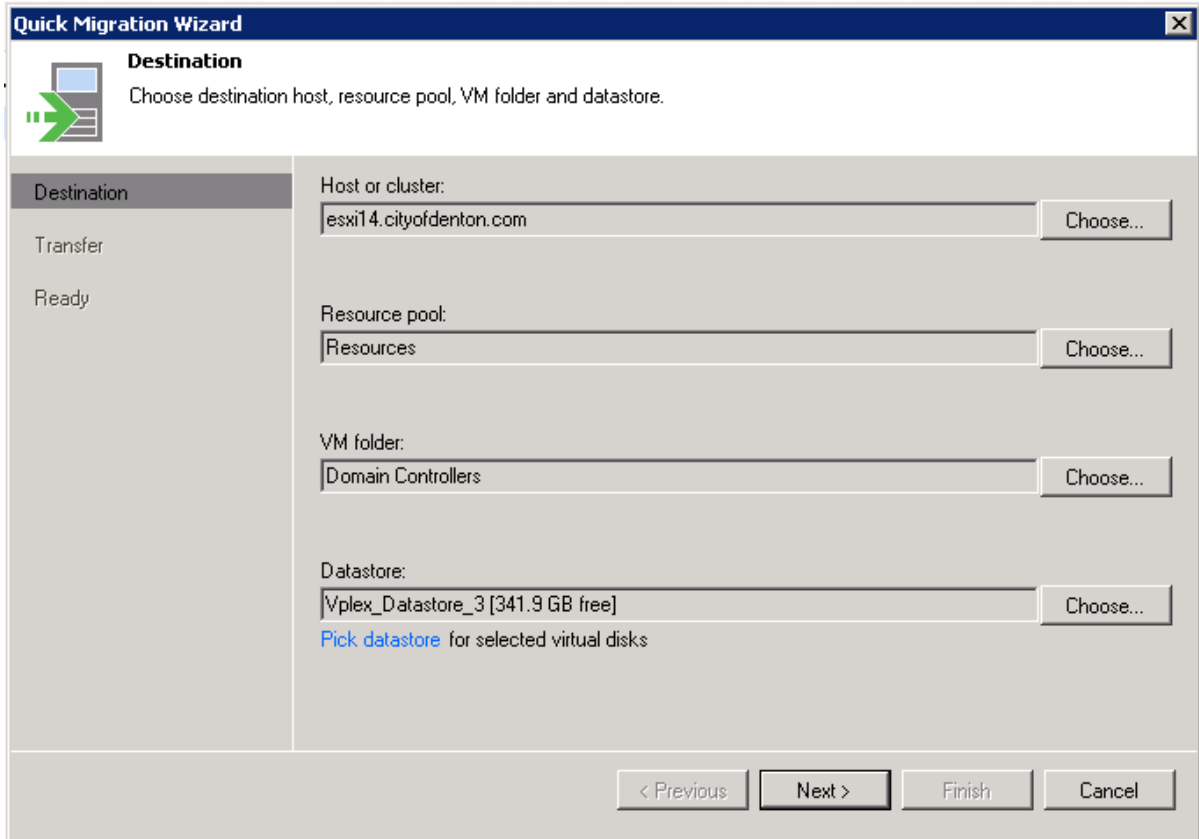 Quick Migration Wizard
Destination
Choose destination host, resource pool, VM folder and datastore.
Destination
Transfer
Ready
Host or cluster:
esxi14.cityofdenton.com
Choose...
Resource pool:
Resources
Choose...
VM folder:
Domain Controllers
Choose...
Datastore:
Vplex_Datastore_3 [341.9 GB free]
Choose...
Pick datastore for selected virtual disks
< Previous
Next >
Finish
Cancel